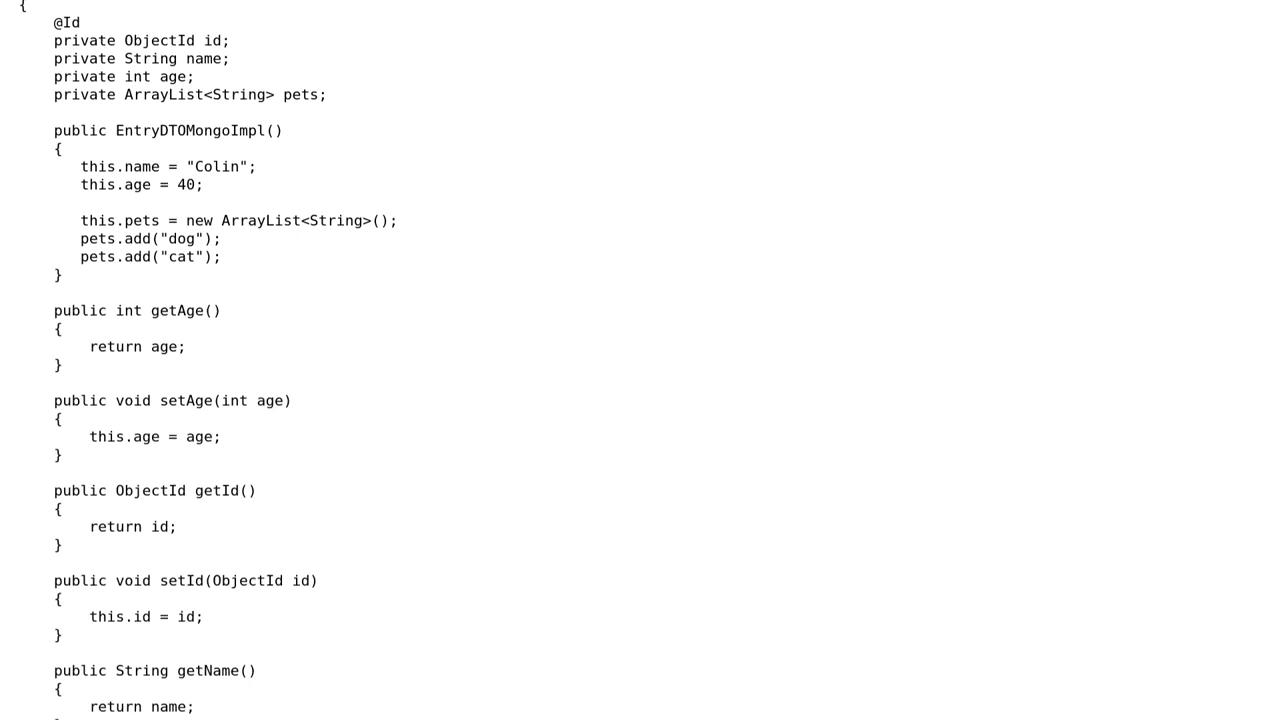 {
    @Id
    private ObjectId id;
    private String name;
    private int age;
    private ArrayList<String> pets;

    public EntryDTOMongoImpl()
    {
       this.name = "Colin";
       this.age = 40;

       this.pets = new ArrayList<String>();
       pets.add("dog");
       pets.add("cat");
    }

    public int getAge()
    {
        return age;
    }

    public void setAge(int age)
    {
        this.age = age;
    }

    public ObjectId getId()
    {
        return id;
    }

    public void setId(ObjectId id)
    {
        this.id = id;
    }

    public String getName()
    {
        return name;
    }